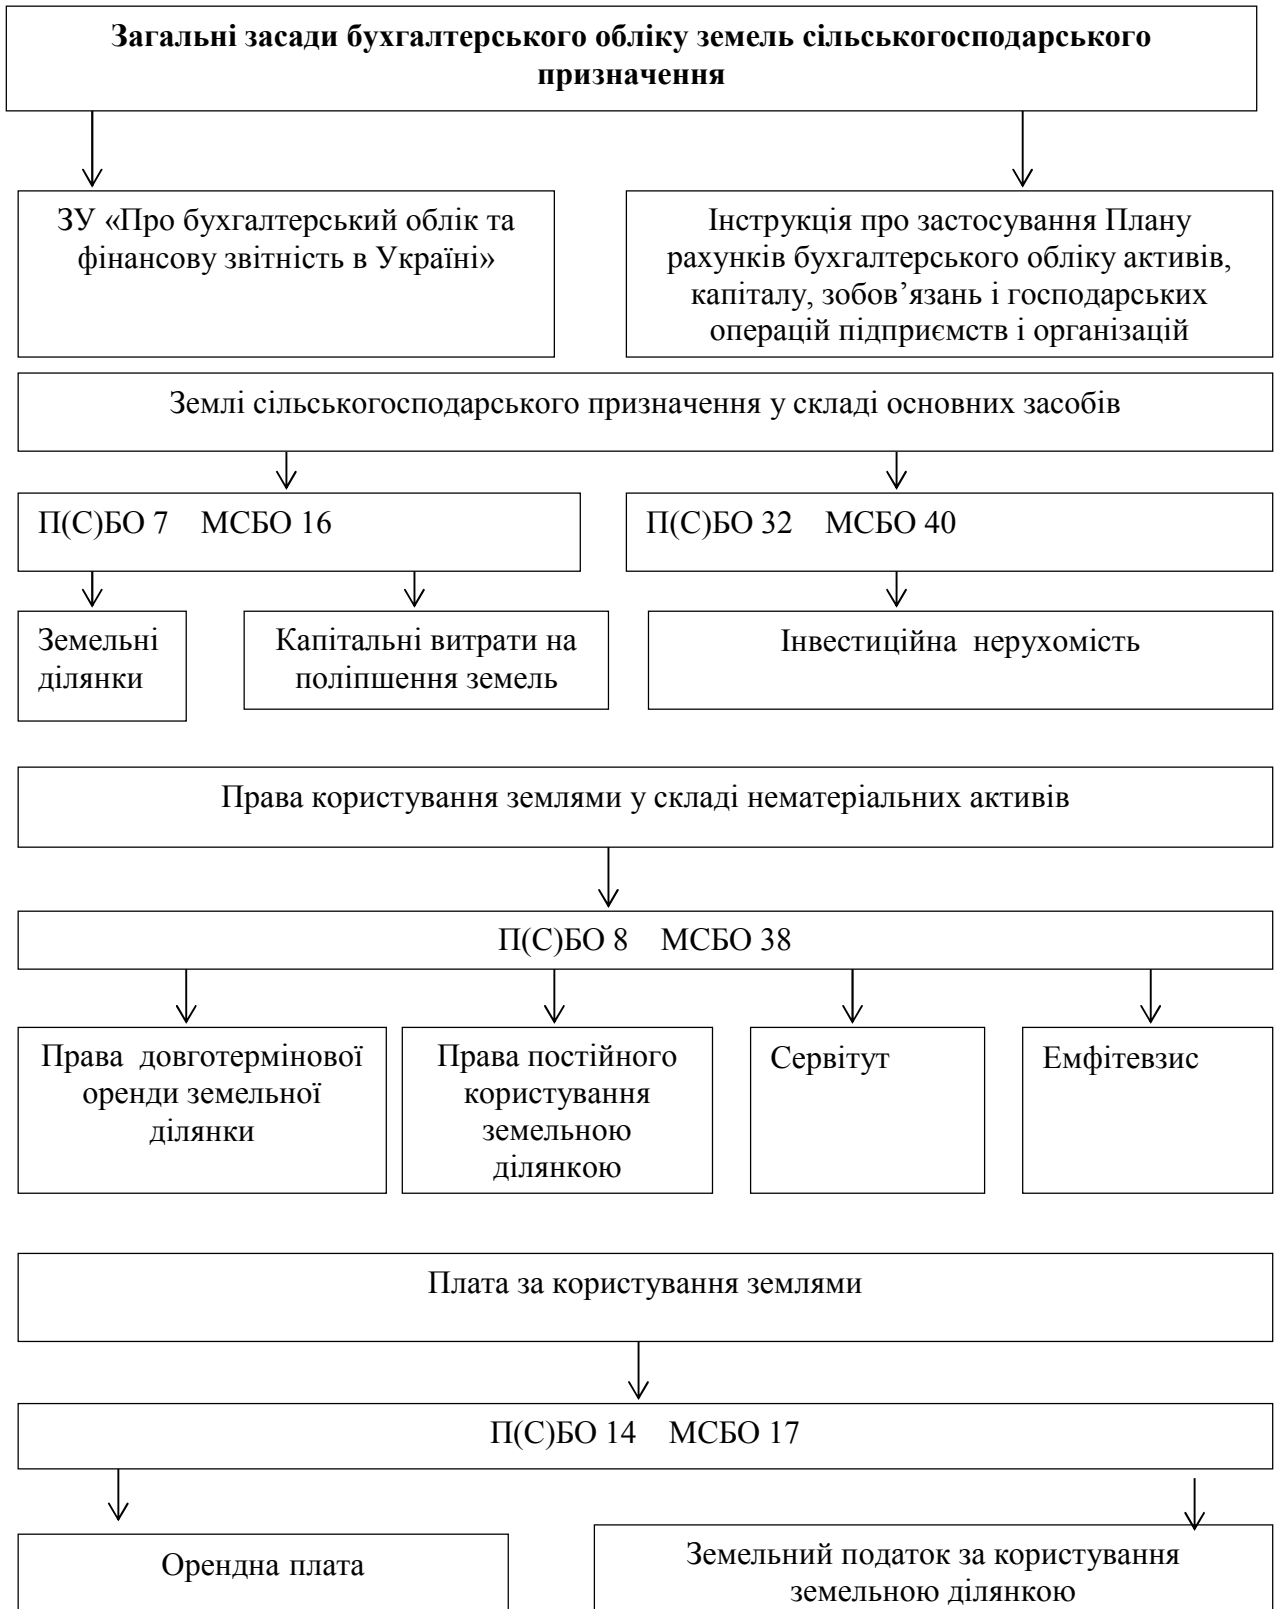 Загальні засади бухгалтерського обліку земель сільськогосподарського
призначення
ЗУ «Про бухгалтерський облік та
фінансову звітність в Україні»
Інструкція про застосування Плану
рахунків бухгалтерського обліку активів,
капіталу, зобов’язань і господарських
операцій підприємств і організацій
Землі сільськогосподарського призначення у складі основних засобів
П(С)БО 7 МСБО 16
П(С)БО 32 МСБО 40
Земельні
ділянки
Капітальні витрати на
поліпшення земель
Інвестиційна нерухомість
Права користування землями у складі нематеріальних активів
П(С)БО 8 МСБО 38
Права довготермінової
оренди земельної
ділянки
Права постійного
користування
земельною
ділянкою
Сервітут
Емфітевзис
Плата за користування землями
П(С)БО 14 МСБО 17
Орендна плата
Земельний податок за користування
земельною ділянкою